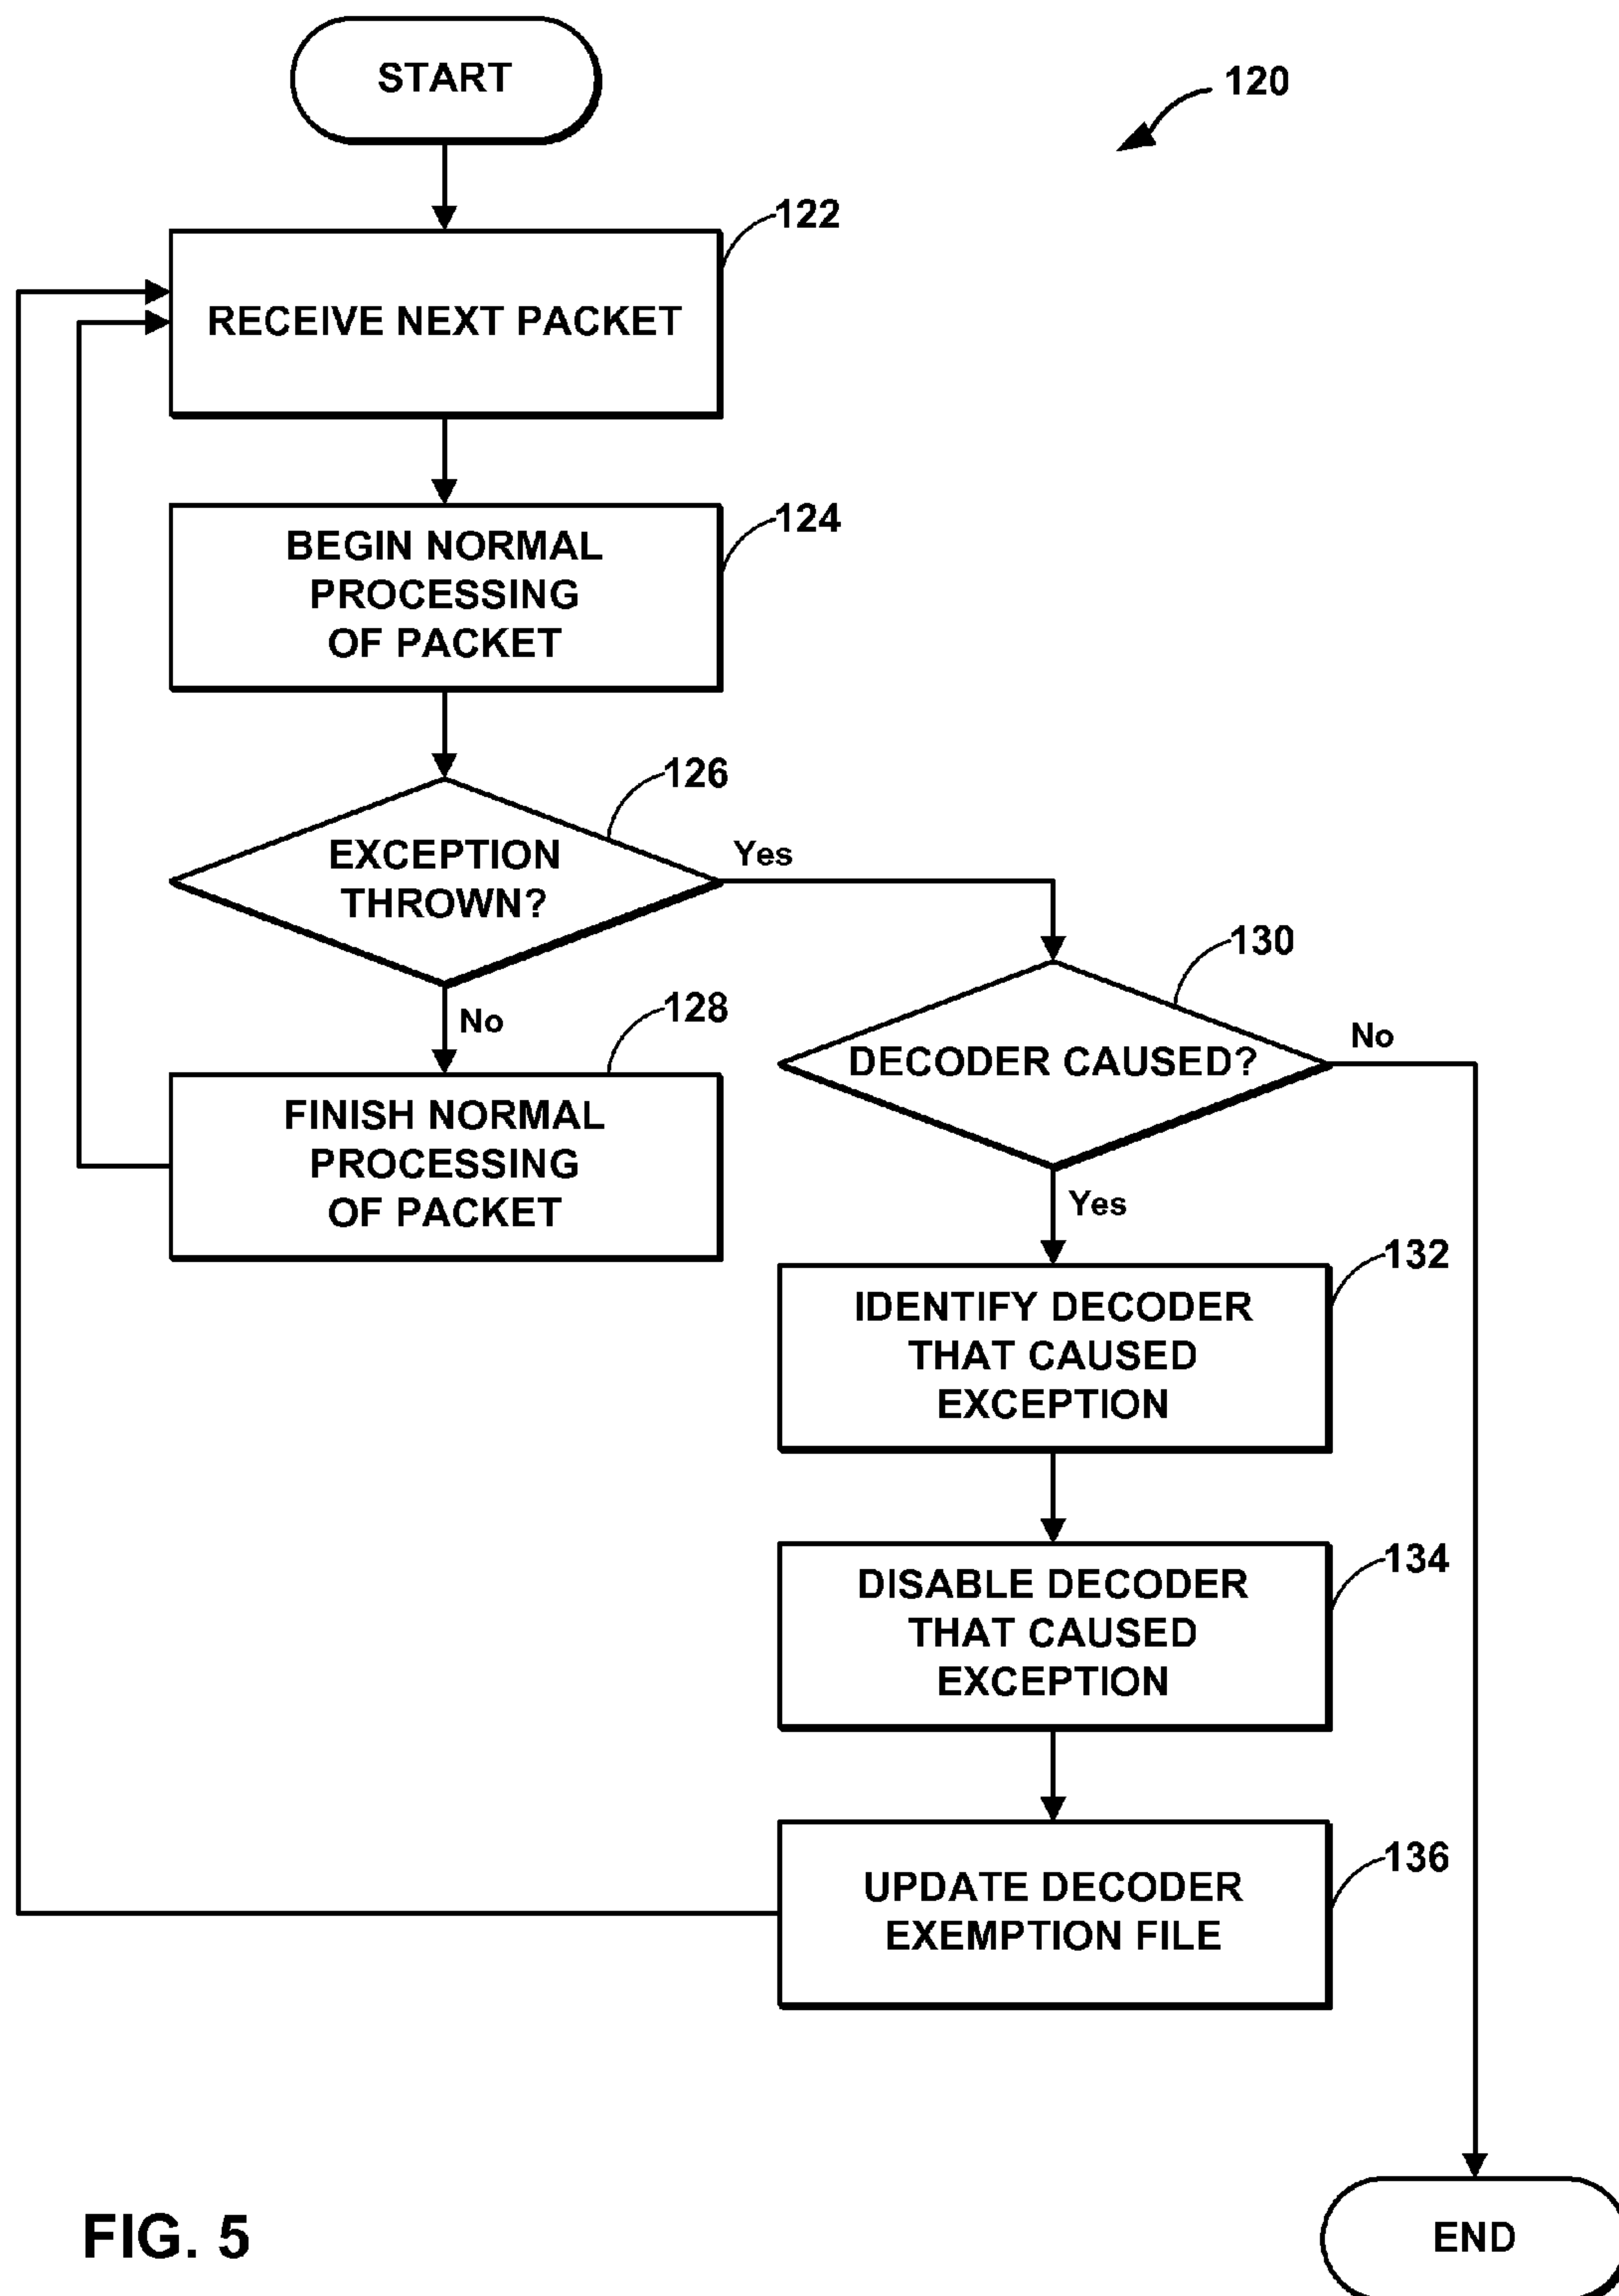 START
120
122
RECEIVE NEXT PACKET
124
BEGIN NORMAL
PROCESSING
OF PACKET
126
EXCEPTION
THROWN?
Yes
No
128
FINISH NORMAL
PROCESSING
OF PACKET
130
DECODER CAUSED?
No
Yes
132
IDENTIFY DECODER
THAT CAUSED
EXCEPTION
134
DISABLE DECODER
THAT CAUSED
EXCEPTION
136
UPDATE DECODER
EXEMPTION FILE
END
FIG. 5